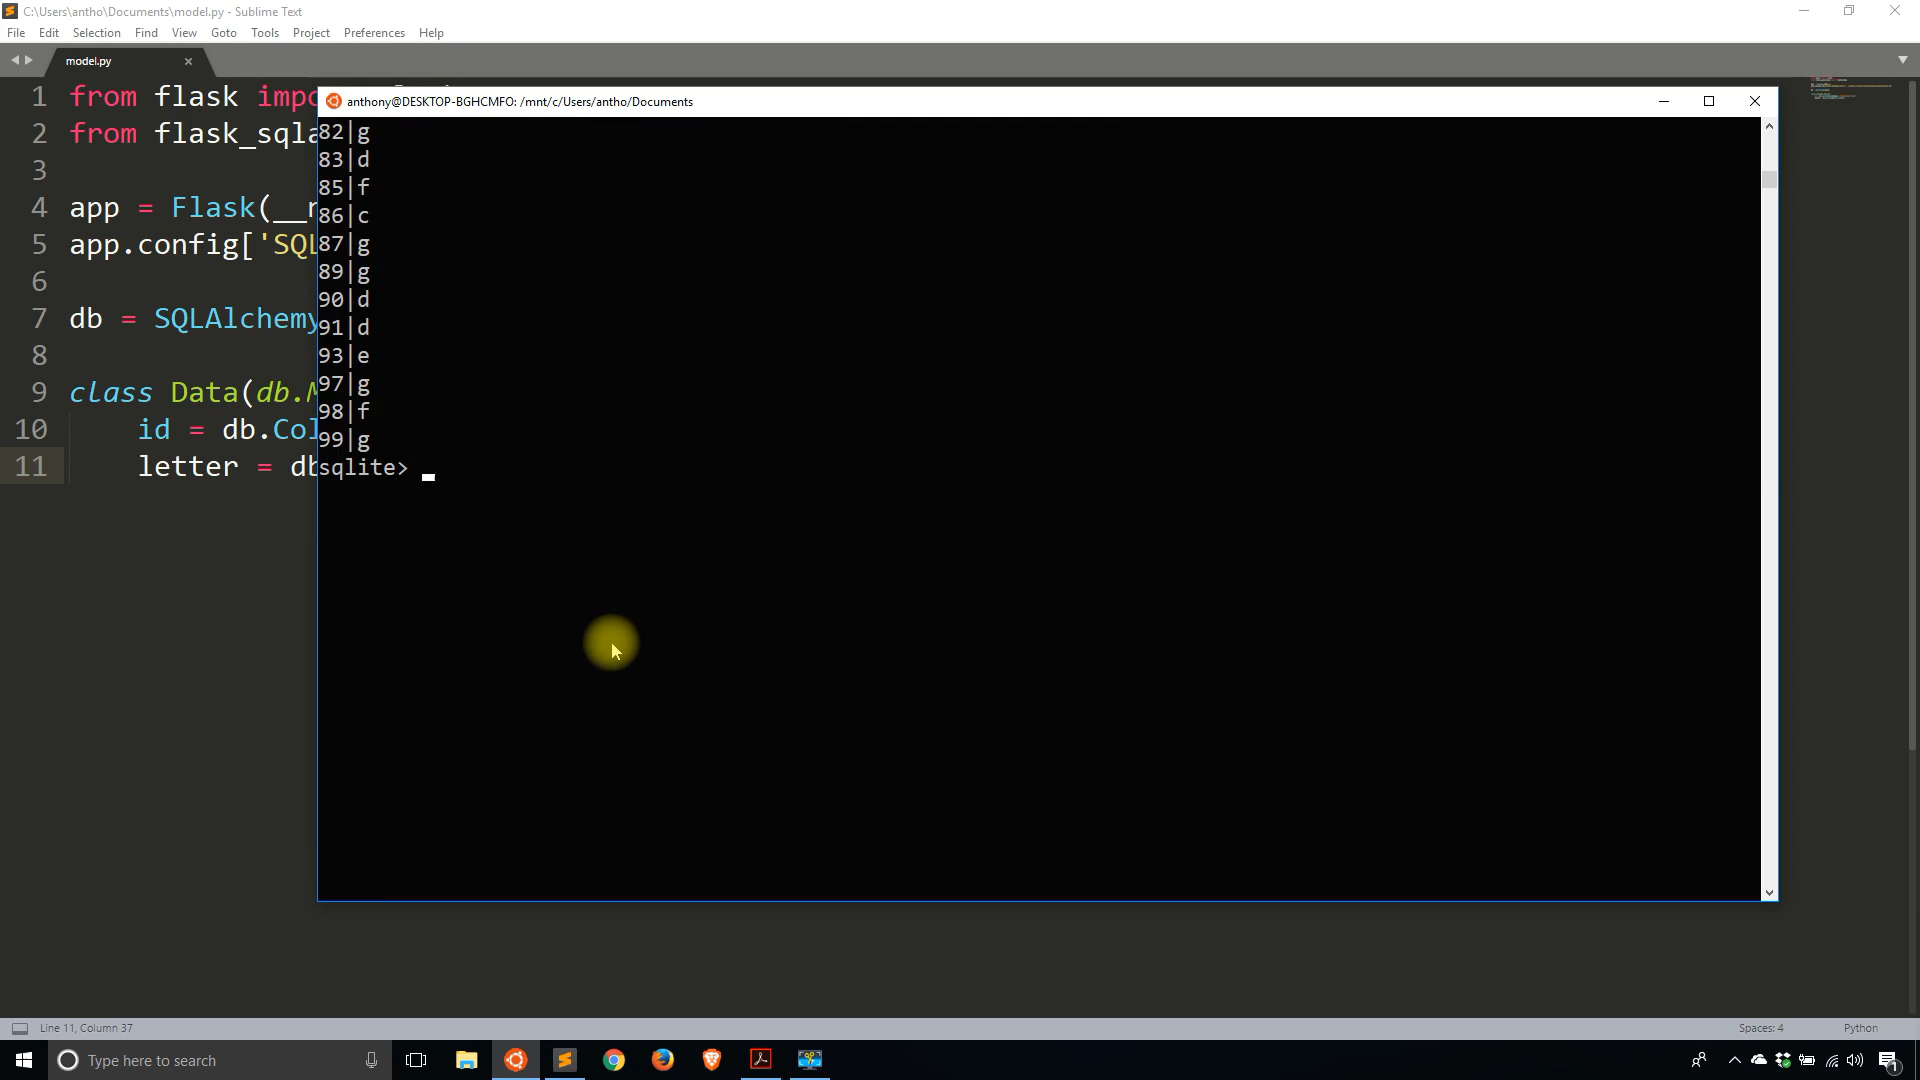 C:\Users\antho\Documents\model.py - Sublime Text
File Edit Selection Find View Goto Tools Project Preferences Help
model.py
1 from flask impo
2 from flask_sqla
3
4 app = Flask(__n
5 app.config['SQL
6
7 db = SQLAlchemy
8
9 class Data(db.M
10 id = db.Col
11 letter = db
anthony@DESKTOP-BGHCMFO: /mnt/c/Users/antho/Documents
82|g
83|d
85|f
86|c
87|g
89|g
90|d
91|d
93|e
97|g
98|f
99|g
sqlite>
Line 11, Column 37
Spaces: 4
Python
Type here to search
1